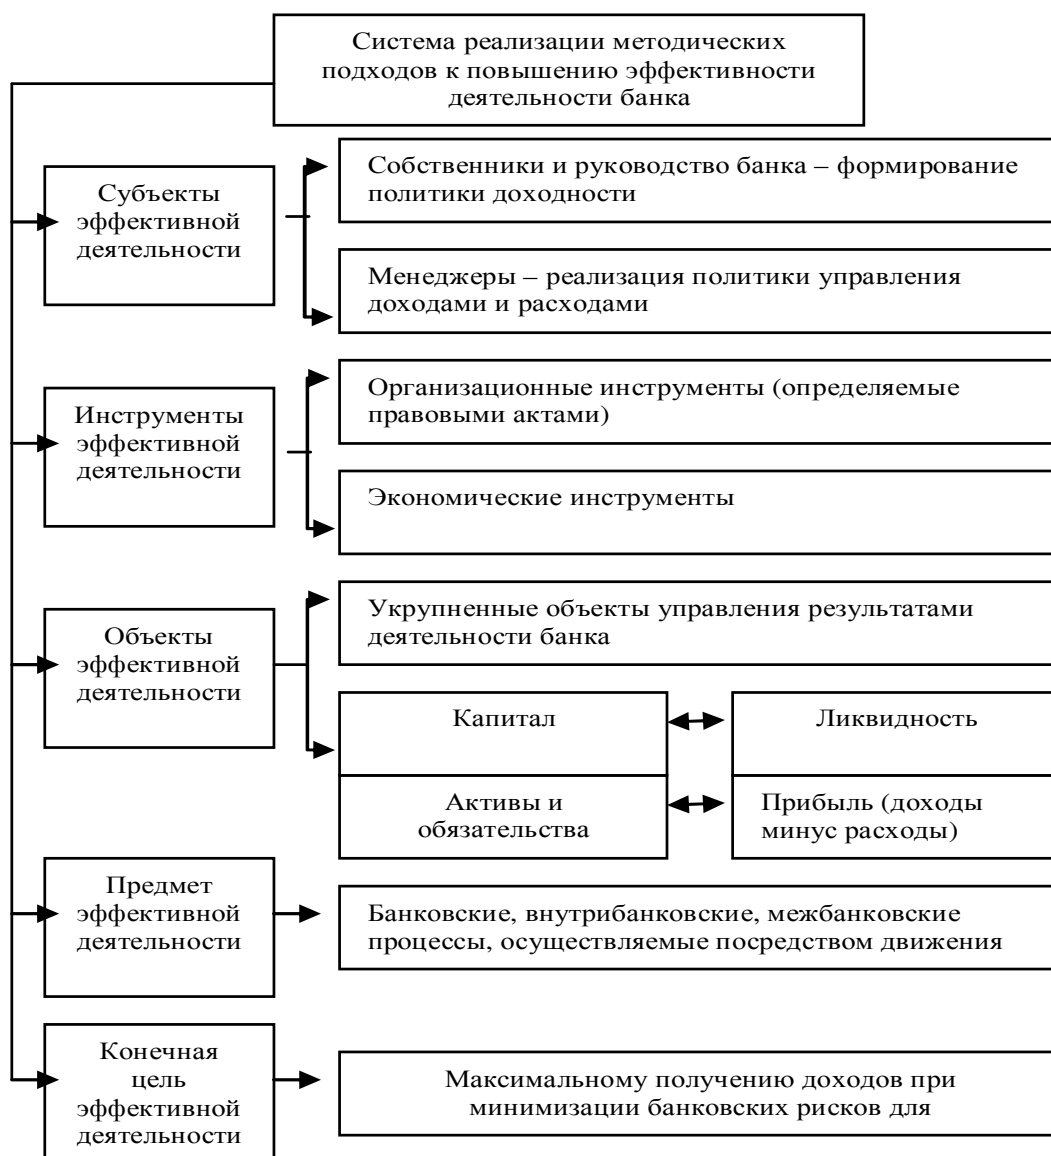 Система реализации методических
подходов к повышению эффективности
деятельности банка
Субъекты
эффективной
деятельности
Собственники и руководство банка – формирование
политики доходности
Менеджеры – реализация политики управления
доходами и расходами
Инструменты
эффективной
деятельности
Организационные инструменты (определяемые
правовыми актами)
Экономические инструменты
Объекты
эффективной
деятельности
Укрупненные объекты управления результатами
деятельности банка
Капитал
Ликвидность
Активы и
обязательства
Прибыль (доходы
минус расходы)
Предмет
эффективной
деятельности
Банковские, внутрибанковские, межбанковские
процессы, осуществляемые посредством движения
Конечная
цель
эффективной
деятельности
Максимальному получению доходов при
минимизации банковских рисков для